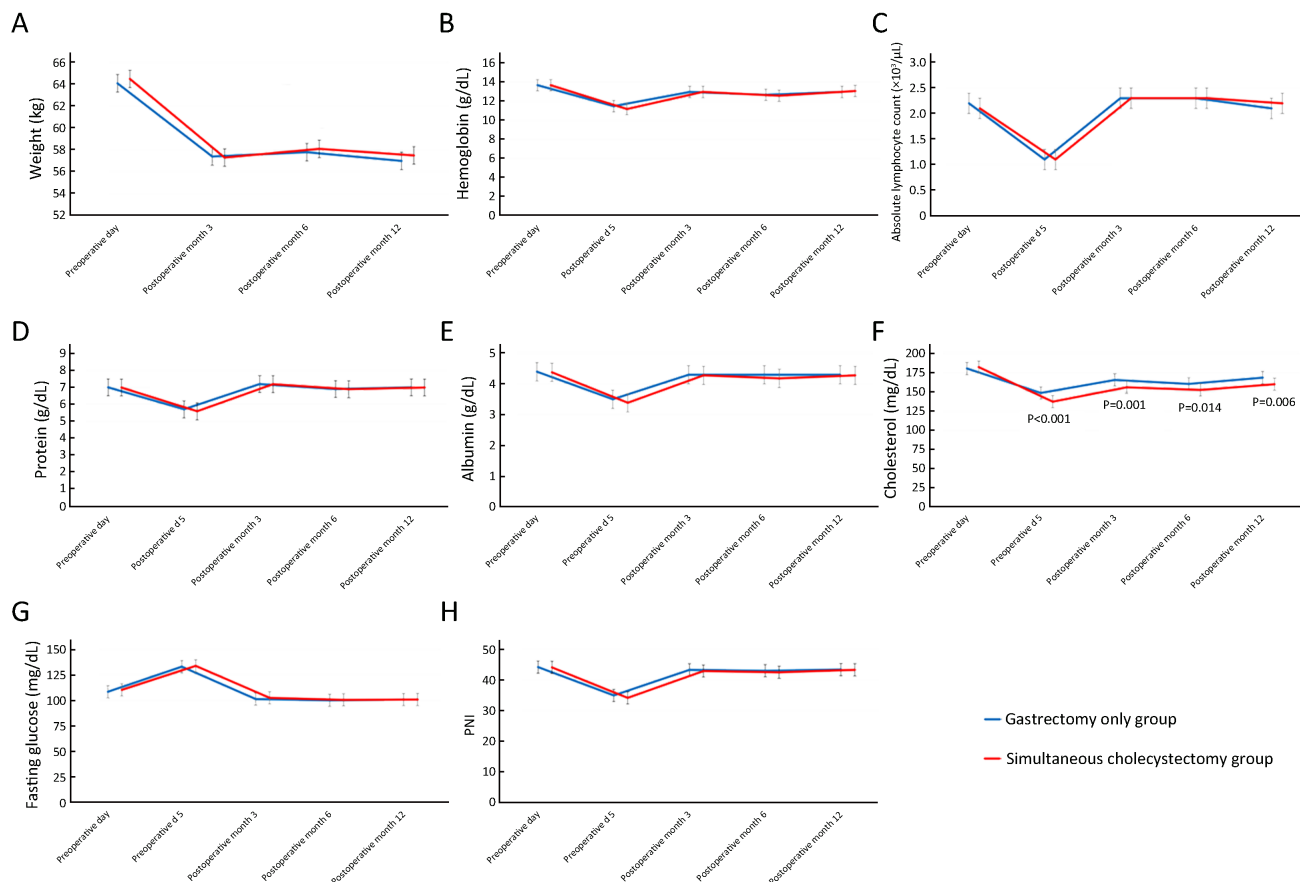 A
Weight (kg)
66
64
62
60
58
56
54
52
Preoperative day
Postoperative month 3
Postoperative month 6
Postoperative month 12
B
Hemoglobin (g/dL)
16
14
12
10
8
6
4
2
0
Preoperative day
Postoperative d 5
Postoperative month 3
Postoperative month 6
Postoperative month 12
C
Absolute lymphocyte count (×10³/μL)
3.0
2.5
2.0
1.5
1.0
0.5
0
Preoperative day
Postoperative d 5
Postoperative month 3
Postoperative month 6
Postoperative month 12
D
Protein (g/dL)
9
8
7
6
5
4
3
2
1
0
Preoperative day
Postoperative d 5
Postoperative month 3
Postoperative month 6
Postoperative month 12
E
Albumin (g/dL)
5
4
3
2
1
0
Preoperative day
Preoperative d 5
Postoperative month 3
Postoperative month 6
Postoperative month 12
F
Cholesterol (mg/dL)
200
175
150
125
100
75
50
25
0
P<0.001
P=0.001
P=0.014
P=0.006
Preoperative day
Preoperative d 5
Postoperative month 3
Postoperative month 6
Postoperative month 12
G
Fasting glucose (mg/dL)
150
125
100
75
50
25
0
Preoperative day
Preoperative d 5
Postoperative month 3
Postoperative month 6
Postoperative month 12
H
PNI
50
40
30
20
10
0
Preoperative day
Preoperative d 5
Postoperative month 3
Postoperative month 6
Postoperative month 12
Gastrectomy only group
Simultaneous cholecystectomy group